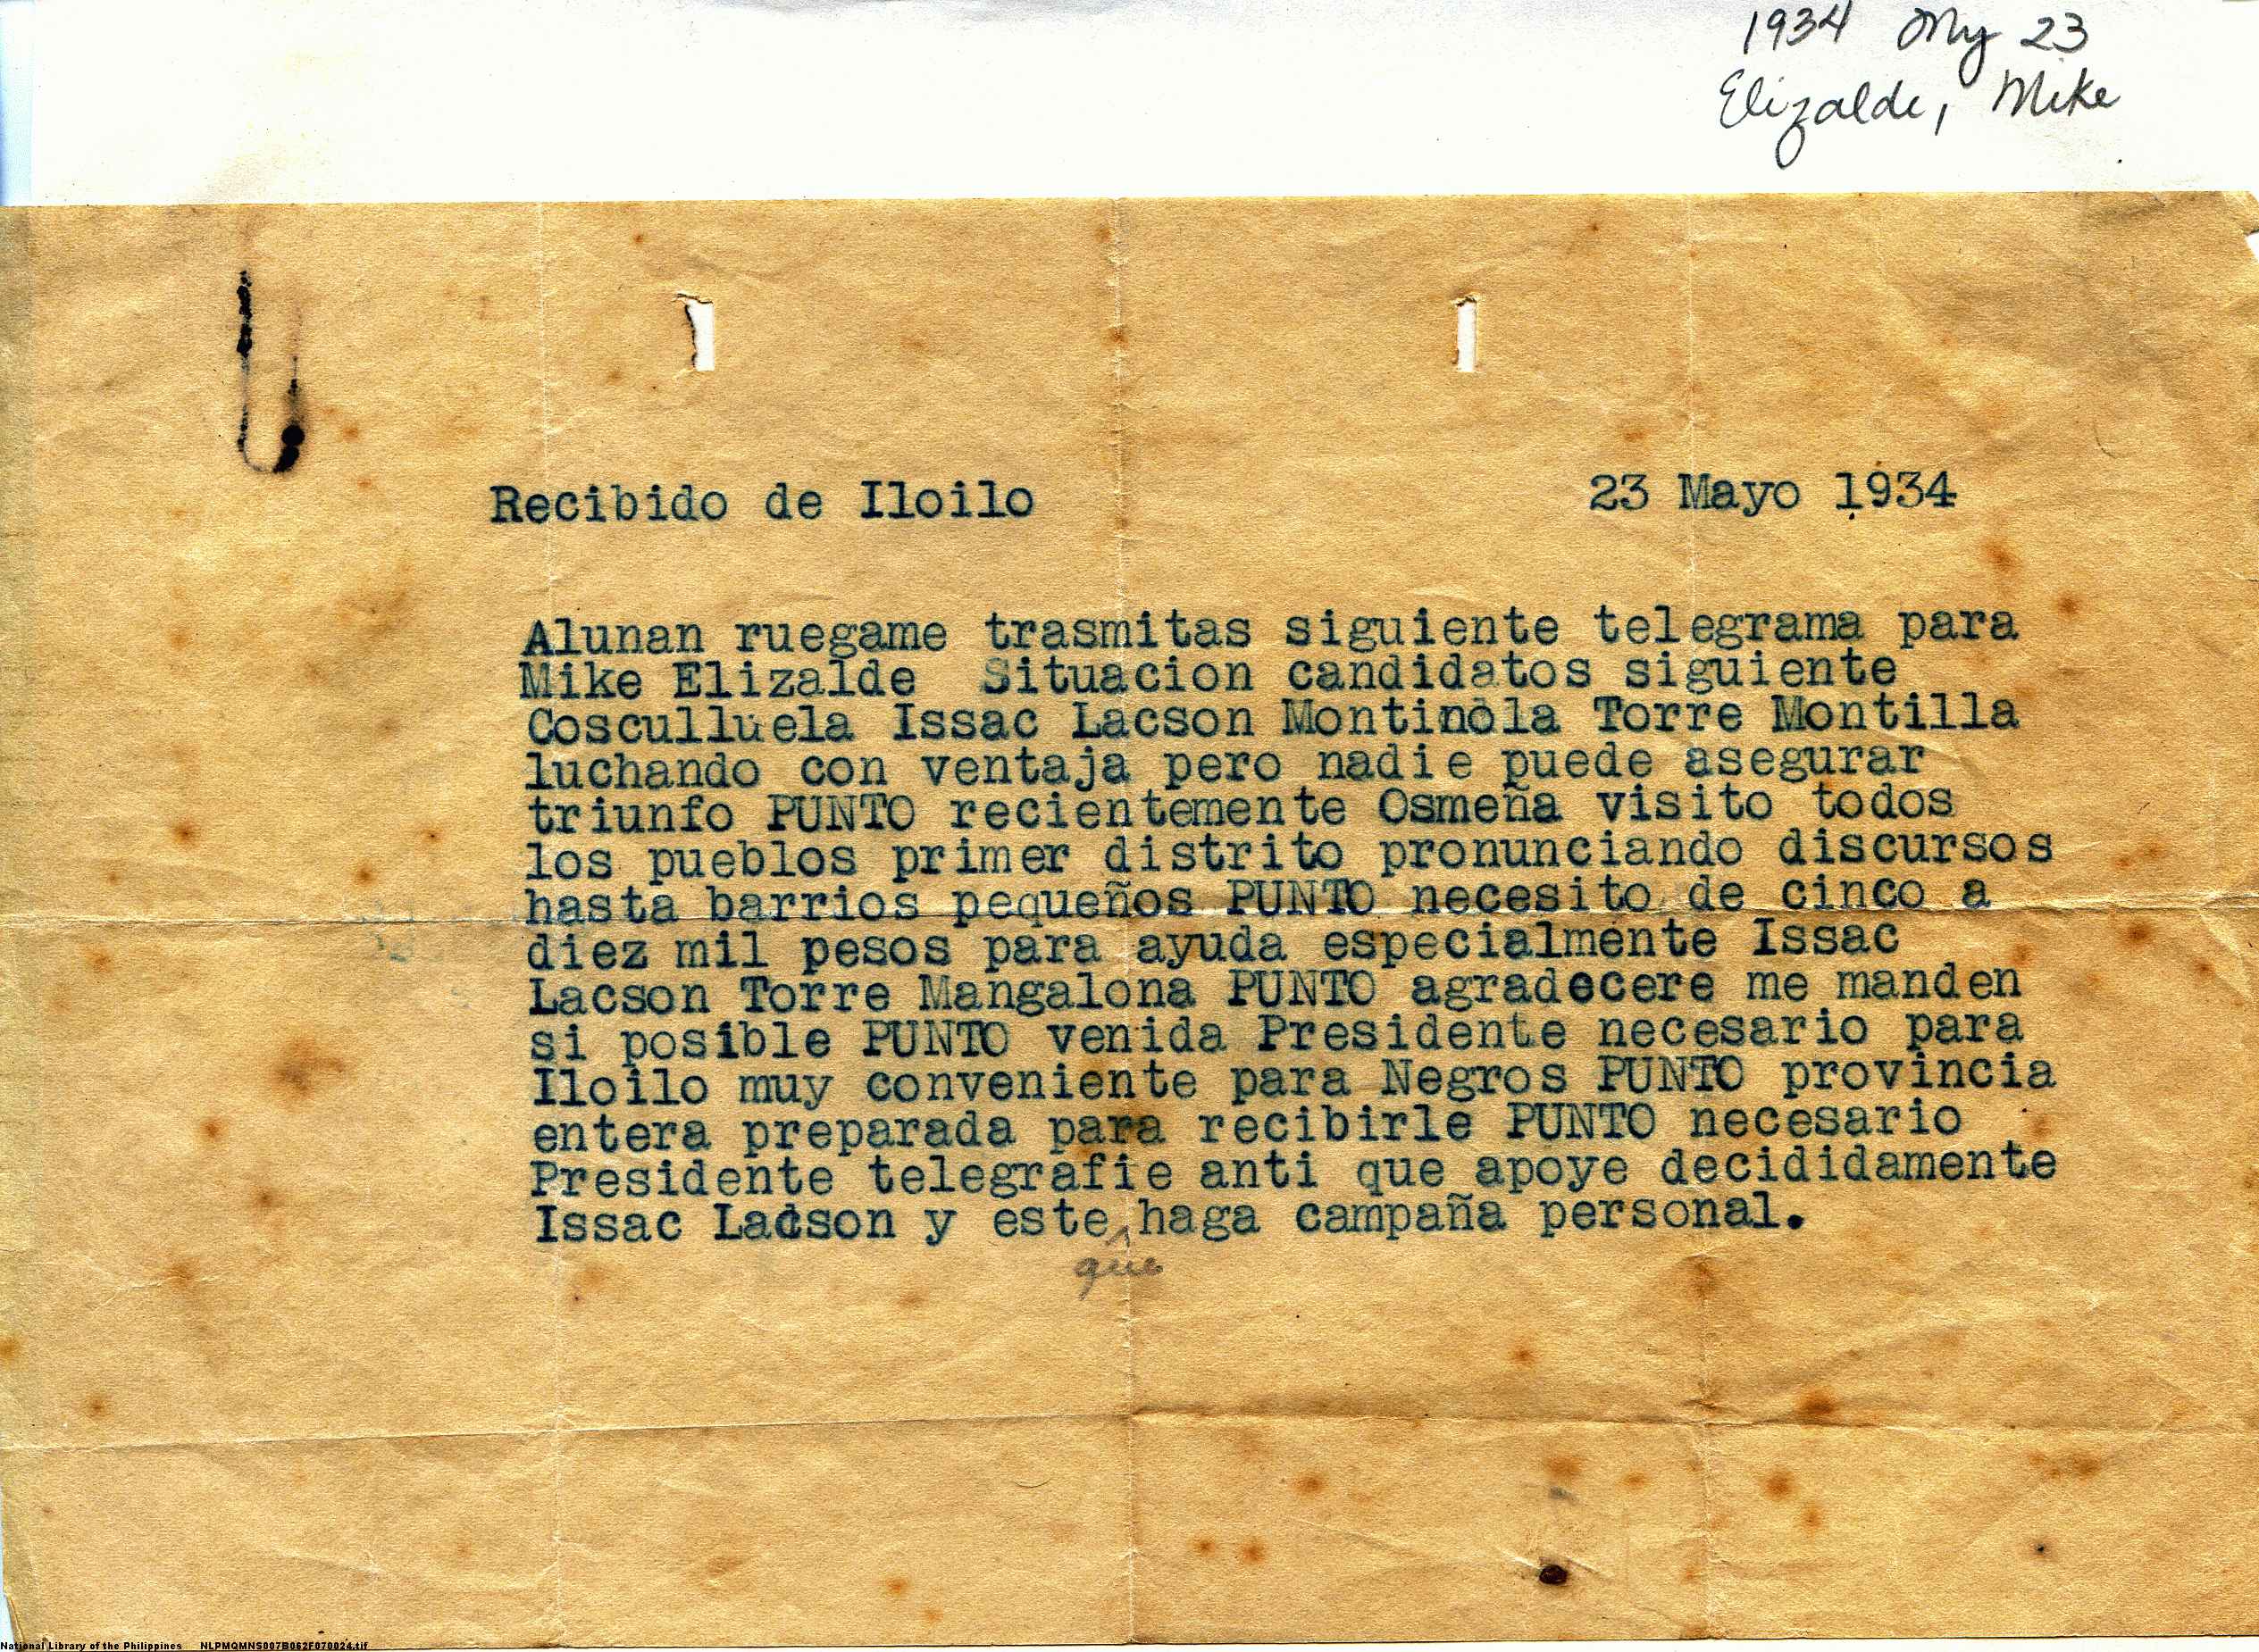 1934 My 23
Elizalde, Mike
Recibido de Iloilo 23 Mayo 1934
Alunan ruegame trasmitas siguiente telegrama para
Mike Elizalde Situacion candidatos siguiente
Cosculluela Issac Lacson Montinola Torre Montilla
luchando con ventaja pero nadie puede asegurar
triunfo PUNTO recientemente Osmeña visito todos
los pueblos primer distrito pronunciando discursos
hasta barrios pequeños PUNTO necesito de cinco a
diez mil pesos para ayuda especialmente Issac
Lacson Torre Mangalona PUNTO agradecere me manden
si posible PUNTO venida Presidente necesario para
Iloilo muy conveniente para Negros PUNTO provincia
entera preparada para recibirle PUNTO necesario
Presidente telegrafie anti que apoye decididamente
Issac Lacson y este haga campaña personal.
que
National Library of the Philippines NLPMQMNS007B062F070024.tif